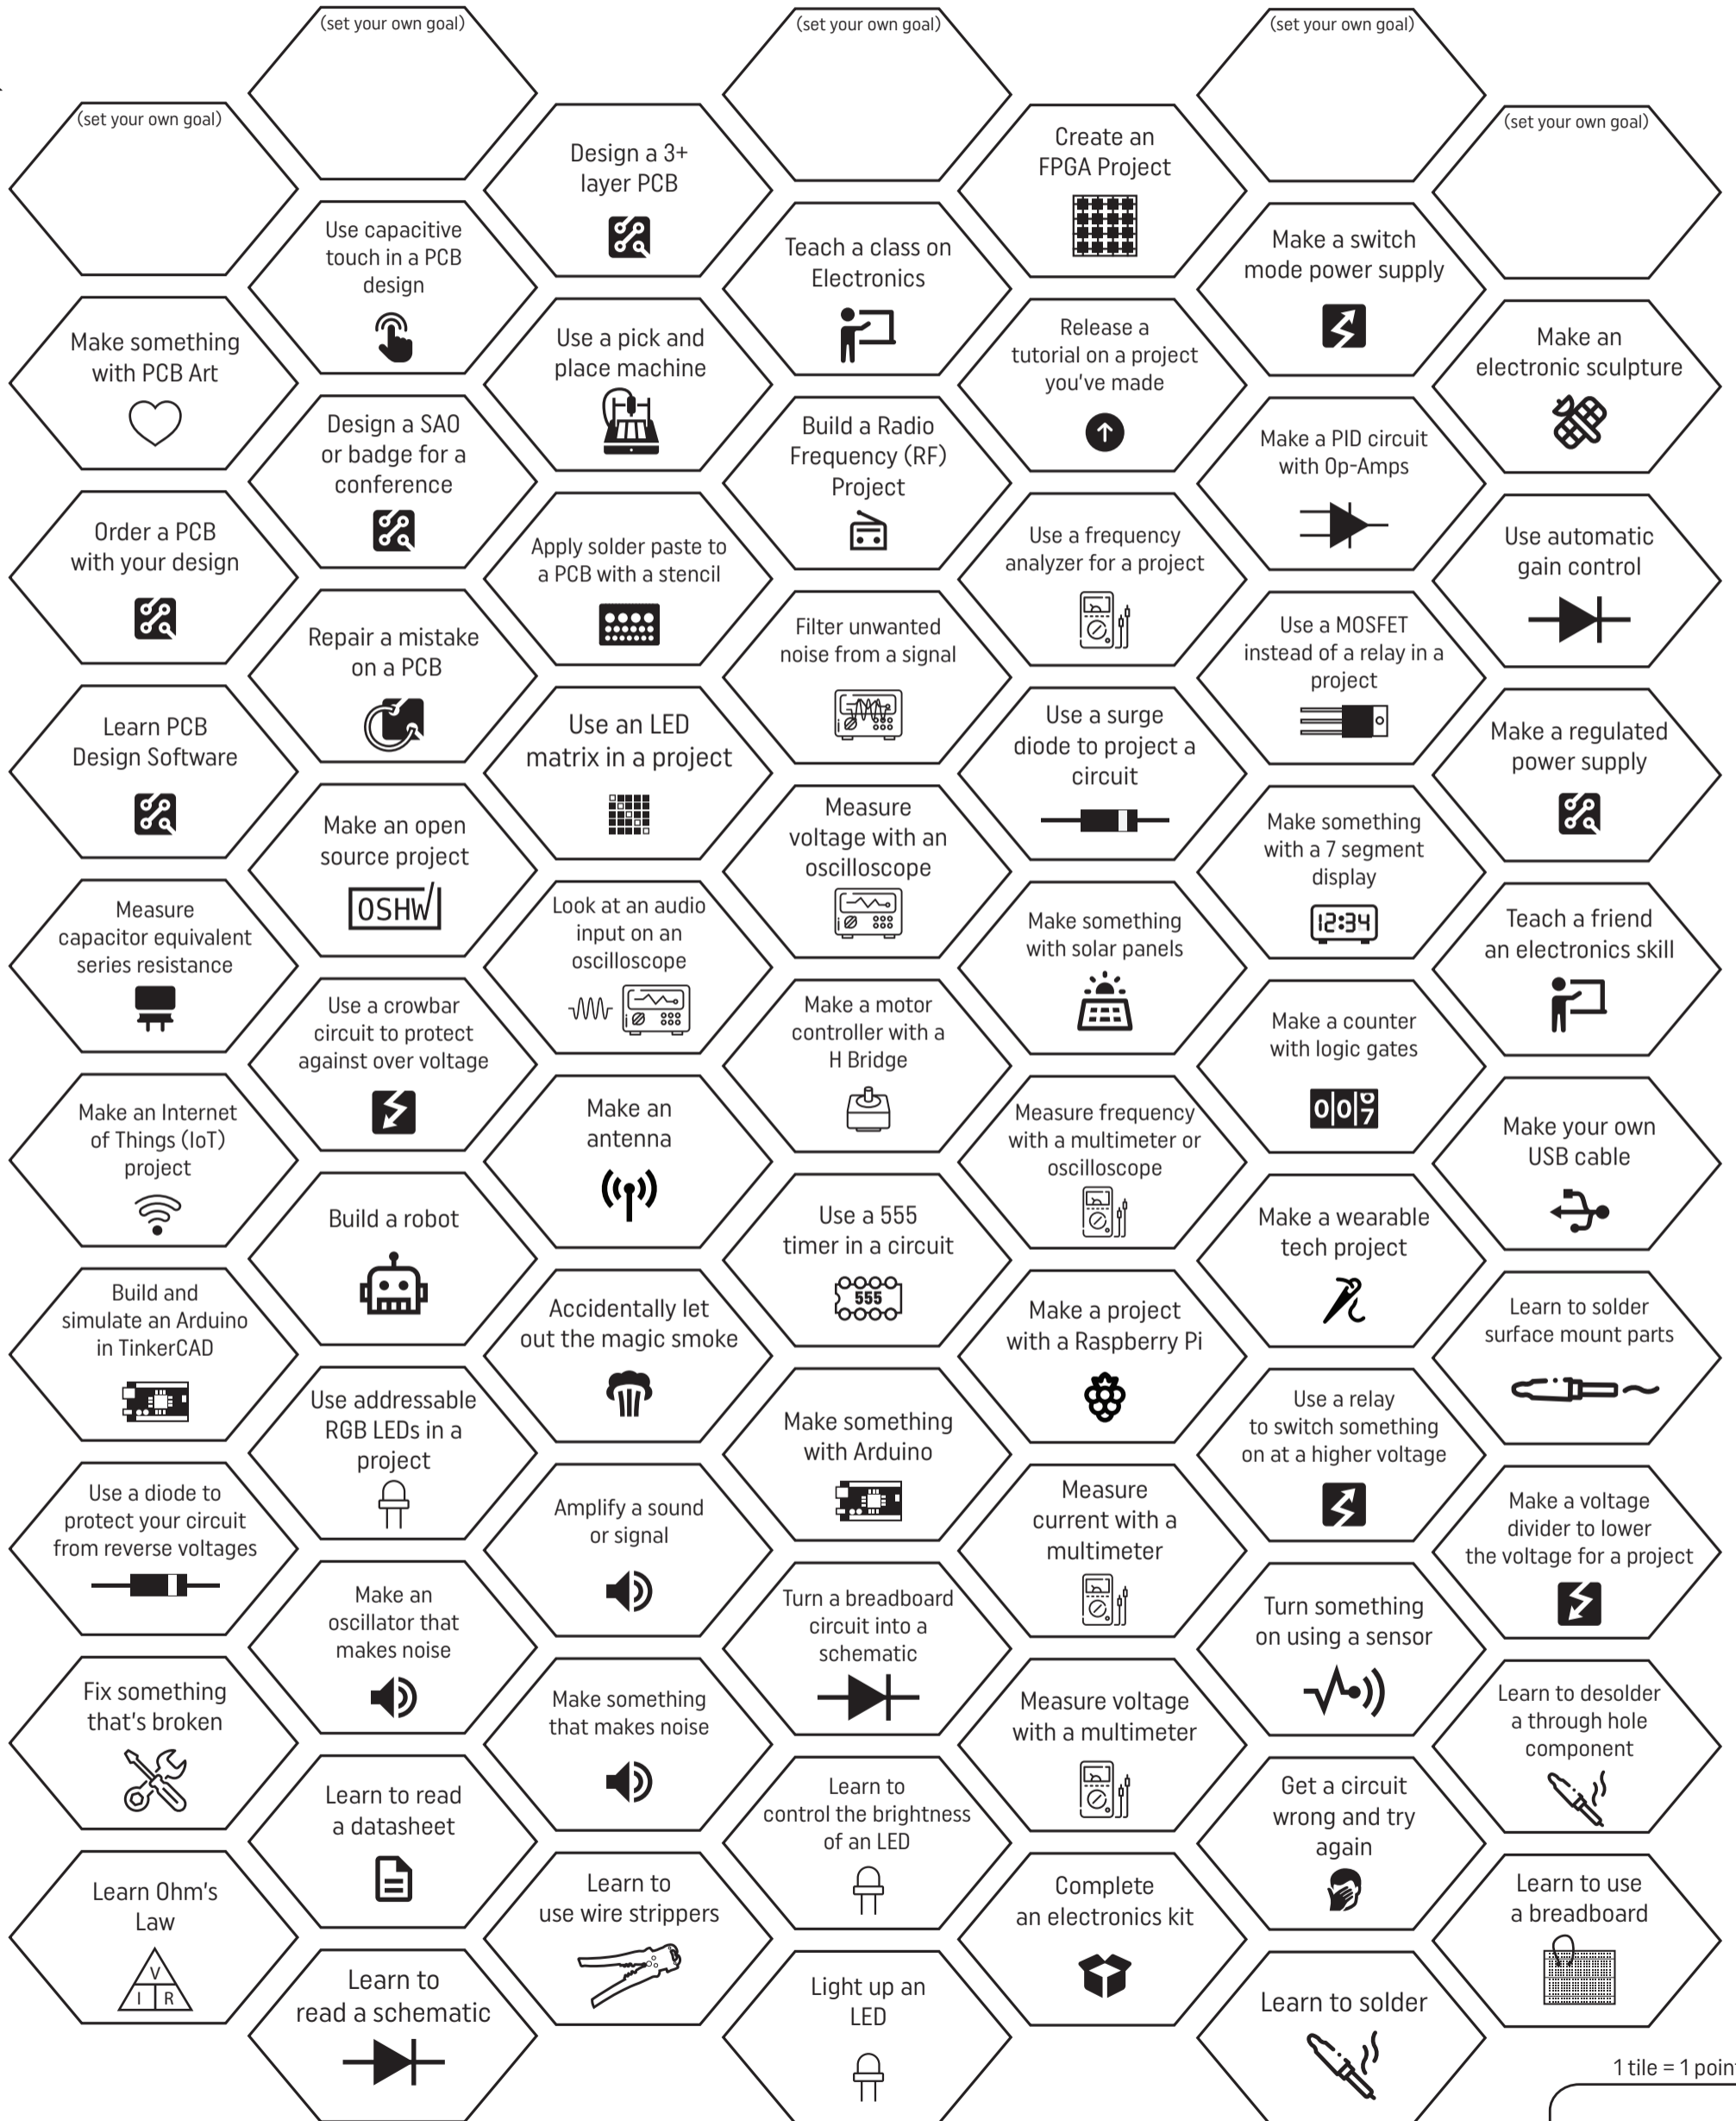 (set your own goal)
(set your own goal)
(set your own goal)
(set your own goal)
(set your own goal)
Design a 3+
layer PCB
Create an
FPGA Project
Use capacitive
touch in a PCB
design
Teach a class on
Electronics
Make a switch
mode power supply
Make something
with PCB Art
Use a pick and
place machine
Release a
tutorial on a project
you've made
Make an
electronic sculpture
Design a SAO
or badge for a
conference
Build a Radio
Frequency (RF)
Project
Make a PID circuit
with Op-Amps
Order a PCB
with your design
Apply solder paste to
a PCB with a stencil
Use a frequency
analyzer for a project
Use automatic
gain control
Repair a mistake
on a PCB
Filter unwanted
noise from a signal
Use a MOSFET
instead of a relay in a
project
Learn PCB
Design Software
Use an LED
matrix in a project
Use a surge
diode to project a
circuit
Make a regulated
power supply
Make an open
source project
OSHW
Measure
voltage with an
oscilloscope
Make something
with a 7 segment
display
12:34
Measure
capacitor equivalent
series resistance
Look at an audio
input on an
oscilloscope
Make something
with solar panels
Teach a friend
an electronics skill
Use a crowbar
circuit to protect
against over voltage
Make a motor
controller with a
H Bridge
Make a counter
with logic gates
007
Make an Internet
of Things (IoT)
project
Make an
antenna
Measure frequency
with a multimeter or
oscilloscope
Make your own
USB cable
Build a robot
Use a 555
timer in a circuit
555
Make a wearable
tech project
Build and
simulate an Arduino
in TinkerCAD
Accidentally let
out the magic smoke
Make a project
with a Raspberry Pi
Learn to solder
surface mount parts
Use addressable
RGB LEDs in a
project
Make something
with Arduino
Use a relay
to switch something
on at a higher voltage
Use a diode to
protect your circuit
from reverse voltages
Amplify a sound
or signal
Measure
current with a
multimeter
Make a voltage
divider to lower
the voltage for a project
Make an
oscillator that
makes noise
Turn a breadboard
circuit into a
schematic
Turn something
on using a sensor
Fix something
that's broken
Make something
that makes noise
Measure voltage
with a multimeter
Learn to desolder
a through hole
component
Learn to read
a datasheet
Learn to
control the brightness
of an LED
Get a circuit
wrong and try
again
Learn Ohm's
Law
V
I R
Learn to
use wire strippers
Complete
an electronics kit
Learn to use
a breadboard
Learn to
read a schematic
Light up an
LED
Learn to solder
1 tile = 1 point